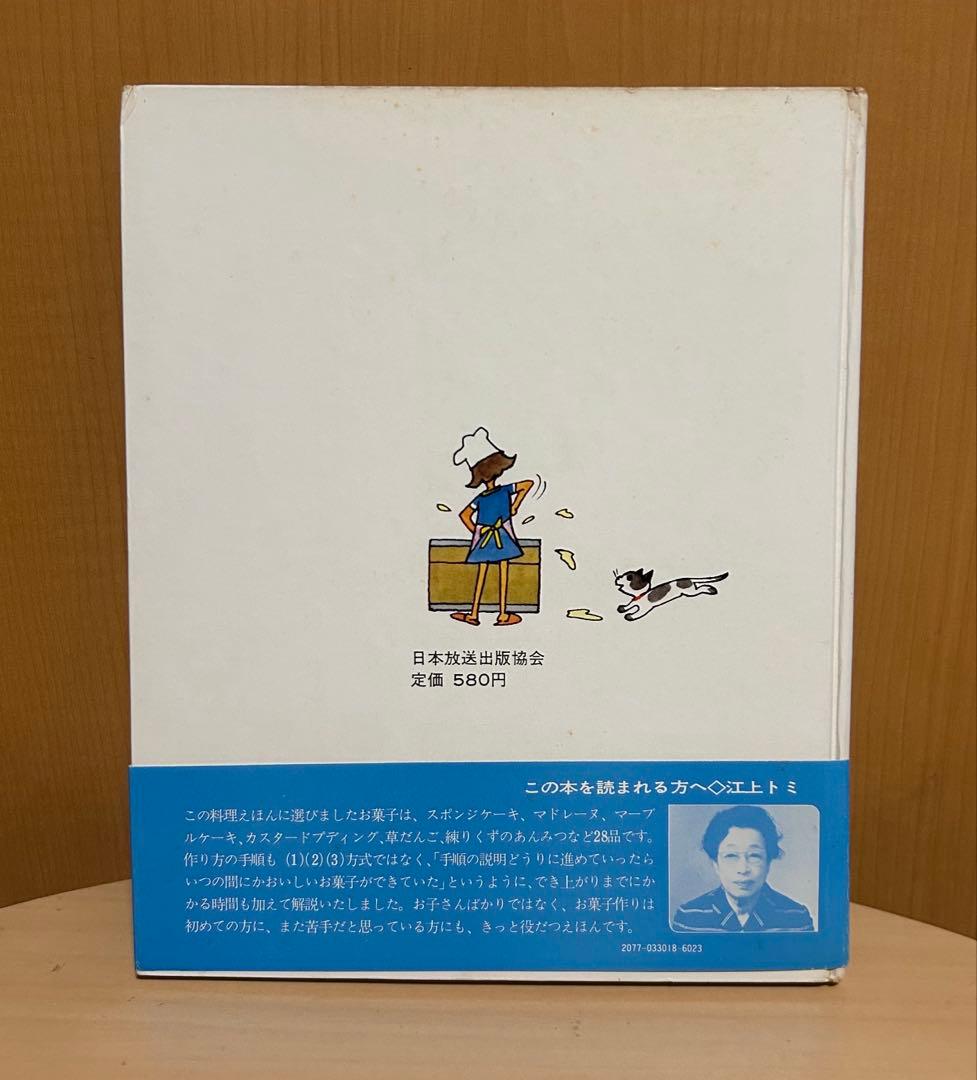 日本放送出版協会
定価 580円
この本を読まれる方へ◇江上トミ
この料理えほんに選びましたお菓子は、スポンジケーキ、マドレーヌ、マーブ
ルケーキ、カスタードプディング、草だんご、練りくずのあんみつなど28品です。
作り方の手順も (1)(2)(3)方式ではなく、「手順の説明どうりに進めていったら
いつの間にかおいしいお菓子ができていた」というように、でき上がりまでにか
かる時間も加えて解説いたしました。お子さんばかりではなく、お菓子作りは
初めての方に、また苦手だと思っている方にも、きっと役だつえほんです。
2077-033018-6023